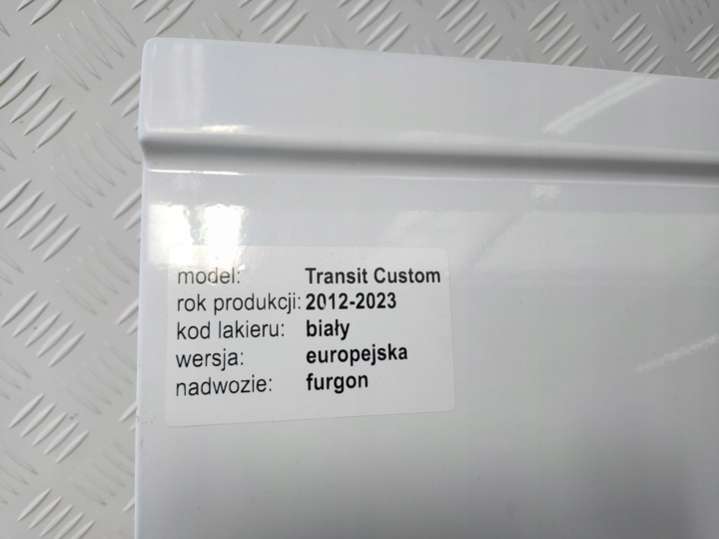 model: Transit Custom
rok produkcji: 2012-2023
kod lakieru: biały
wersja: europejska
nadwozie: furgon